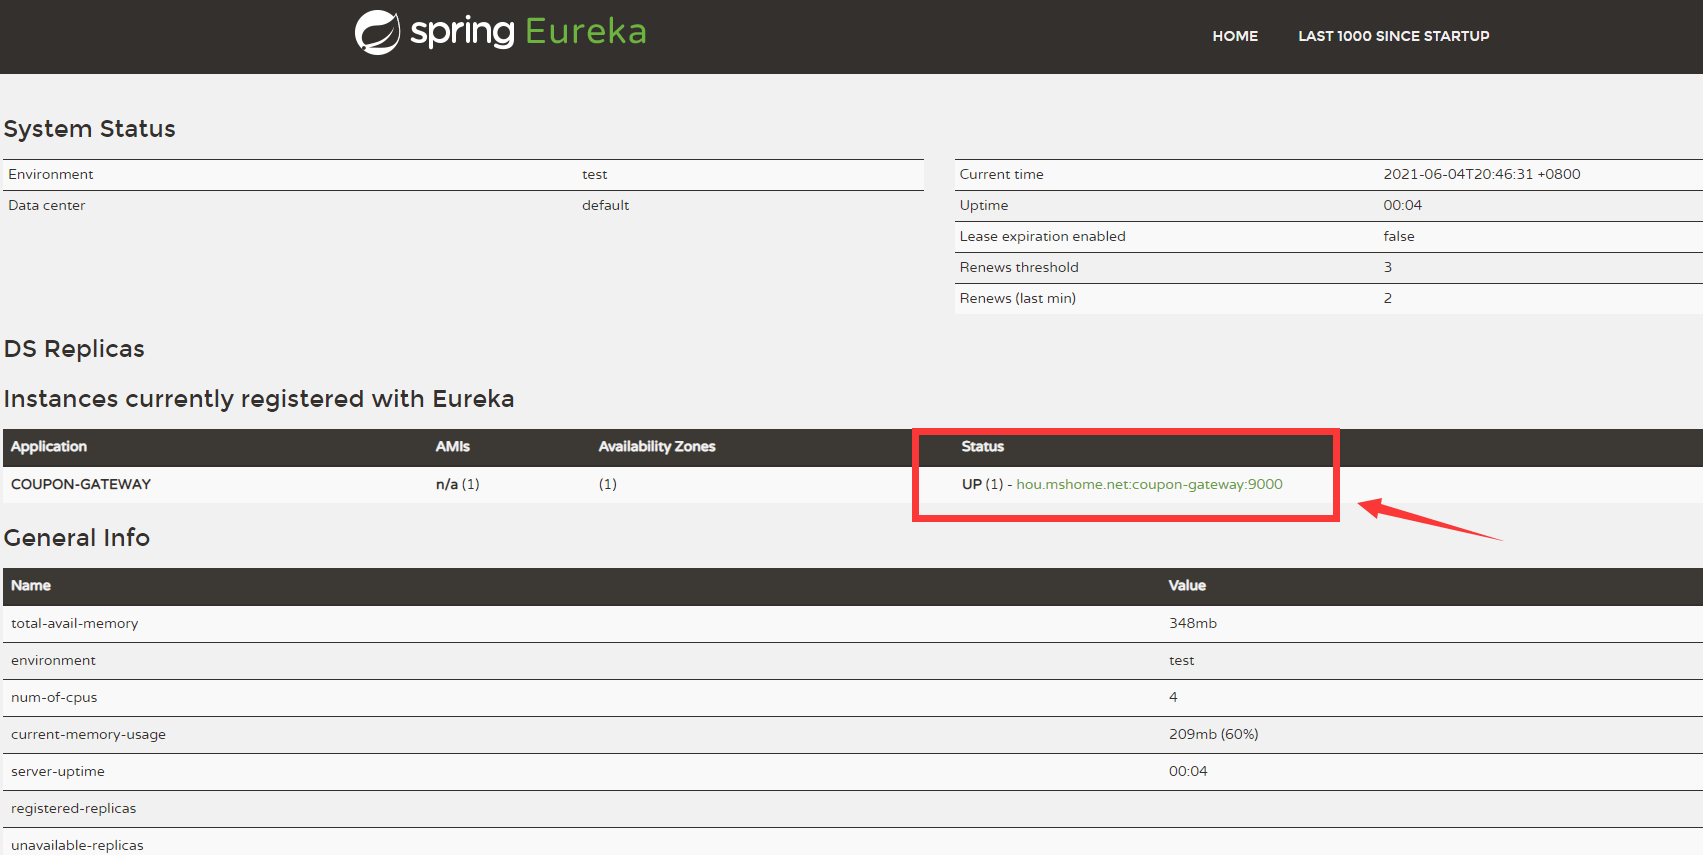 spring Eureka
HOME LAST 1000 SINCE STARTUP
System Status
Environment test
Data center default
Current time 2021-06-04T20:46:31 +0800
Uptime 00:04
Lease expiration enabled false
Renews threshold 3
Renews (last min) 2
DS Replicas
Instances currently registered with Eureka
Application AMIs Availability Zones Status
COUPON-GATEWAY n/a (1) (1) UP (1) - hou.mshome.net:coupon-gateway:9000
General Info
Name Value
total-avail-memory 348mb
environment test
num-of-cpus 4
current-memory-usage 209mb (60%)
server-uptime 00:04
registered-replicas
unavailable-replicas